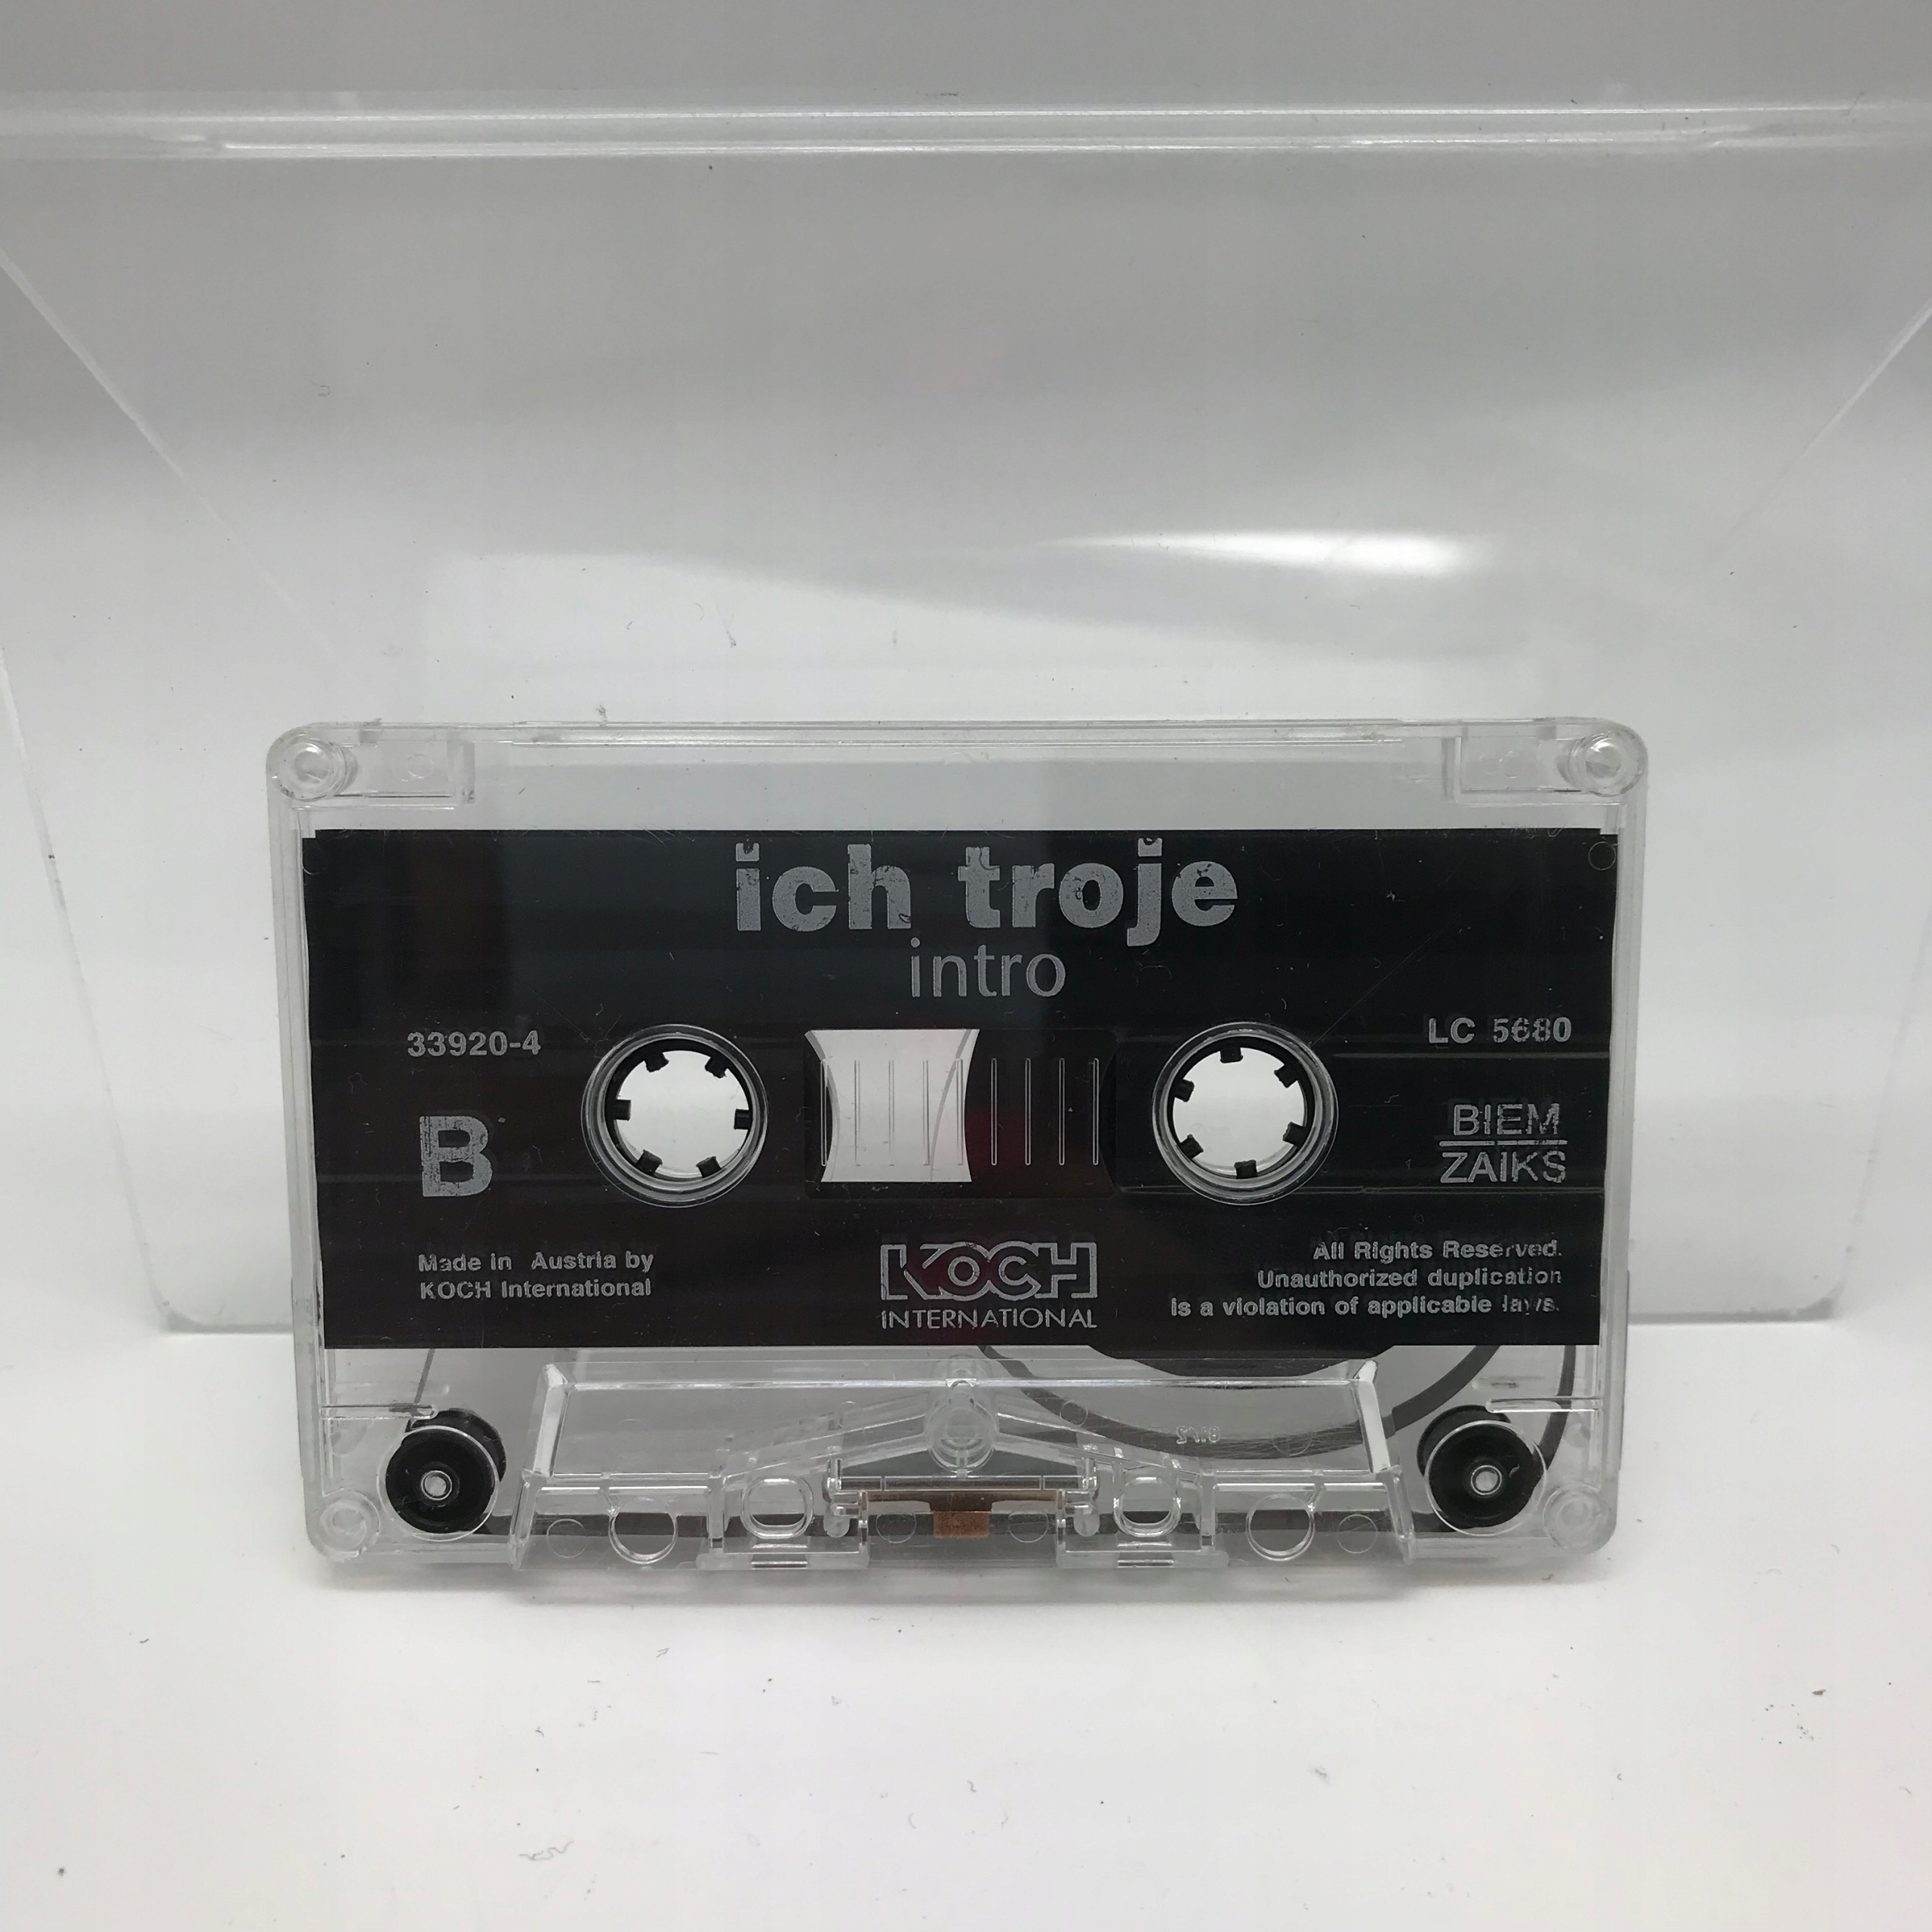 ich troje
intro
33920-4
LC 5680
B
BIEM
ZAIKS
Made in Austria by
KOCH International
KOCH
INTERNATIONAL
All Rights Reserved.
Unauthorized duplication
is a violation of applicable laws.